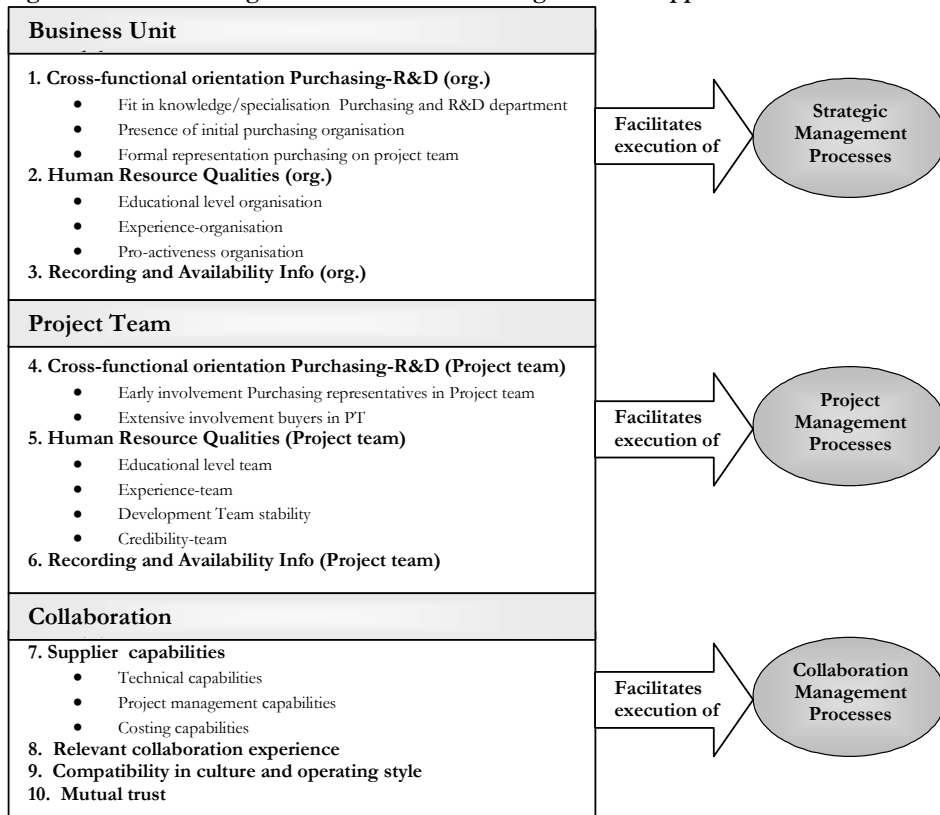 Business Unit
1. Cross-functional orientation Purchasing-R&D (org.)
• Fit in knowledge/specialisation Purchasing and R&D department
• Presence of initial purchasing organisation
• Formal representation purchasing on project team
2. Human Resource Qualities (org.)
• Educational level organisation
• Experience-organisation
• Pro-activeness organisation
3. Recording and Availability Info (org.)
Facilitates
execution of
Strategic
Management
Processes
Project Team
4. Cross-functional orientation Purchasing-R&D (Project team)
• Early involvement Purchasing representatives in Project team
• Extensive involvement buyers in PT
5. Human Resource Qualities (Project team)
• Educational level team
• Experience-team
• Development Team stability
• Credibility-team
6. Recording and Availability Info (Project team)
Facilitates
execution of
Project
Management
Processes
Collaboration
7. Supplier capabilities
• Technical capabilities
• Project management capabilities
• Costing capabilities
8. Relevant collaboration experience
9. Compatibility in culture and operating style
10. Mutual trust
Facilitates
execution of
Collaboration
Management
Processes